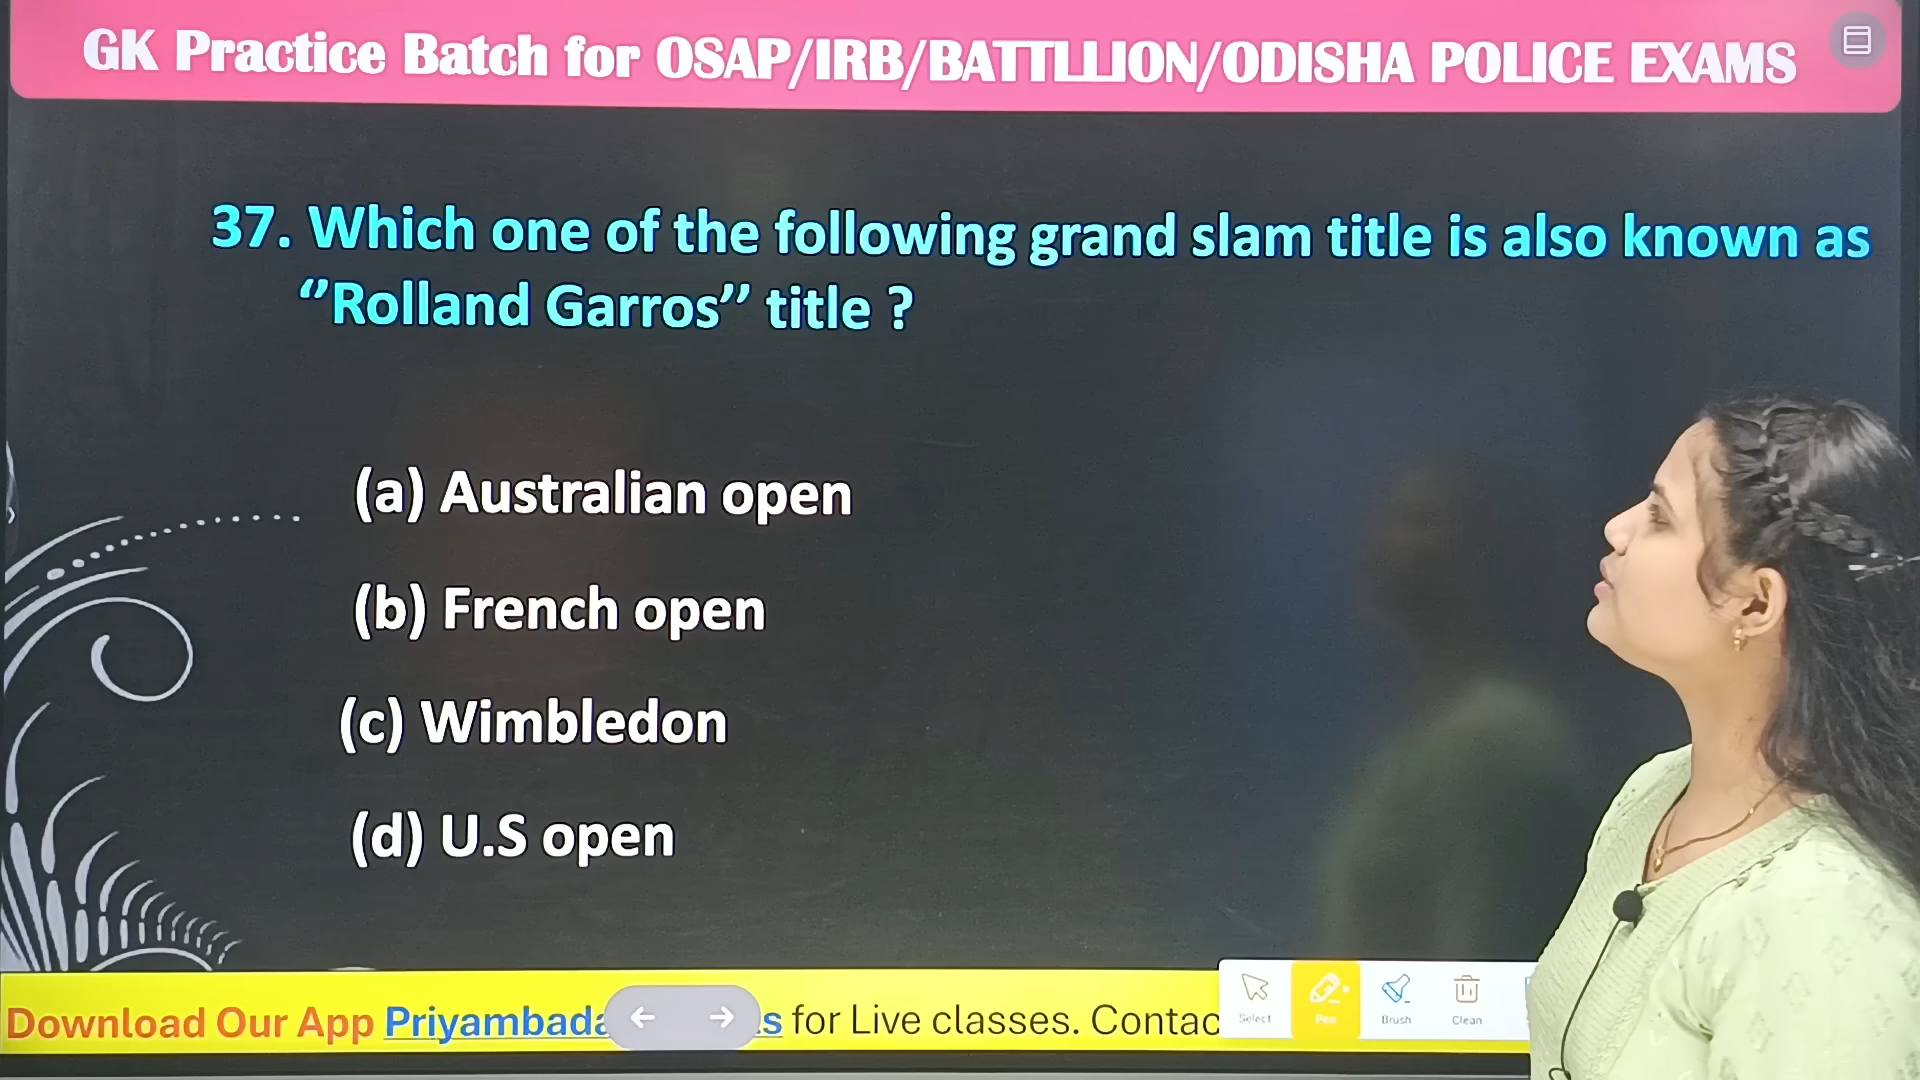 GK Practice Batch for OSAP/IRB/BATTLLION/ODISHA POLICE EXAMS
37. Which one of the following grand slam title is also known as
‘’Rolland Garros’’ title ?
(a) Australian open
(b) French open
(c) Wimbledon
(d) U.S open
Download Our App Priyambada for Live classes. Contac
Select Pen Brush Clean